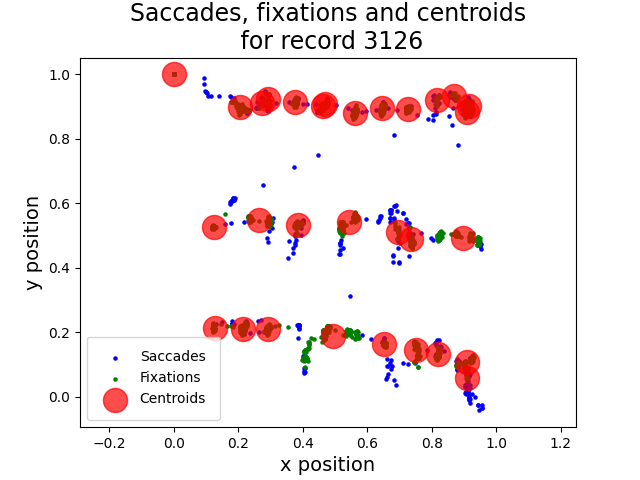 Saccades, fixations and centroids
for record 3126
1.0
0.8
0.6
0.4
0.2
0.0
y position
Saccades
Fixations
Centroids
−0.2
0.0
0.2
0.4
0.6
0.8
1.0
1.2
x position